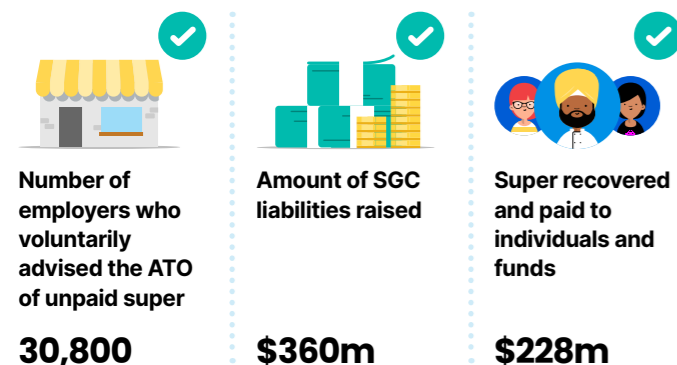 Number of
employers who
voluntarily
advised the ATO
of unpaid super
30,800
Amount of SGC
liabilities raised
$360m
Super recovered
and paid to
individuals and
funds
$228m